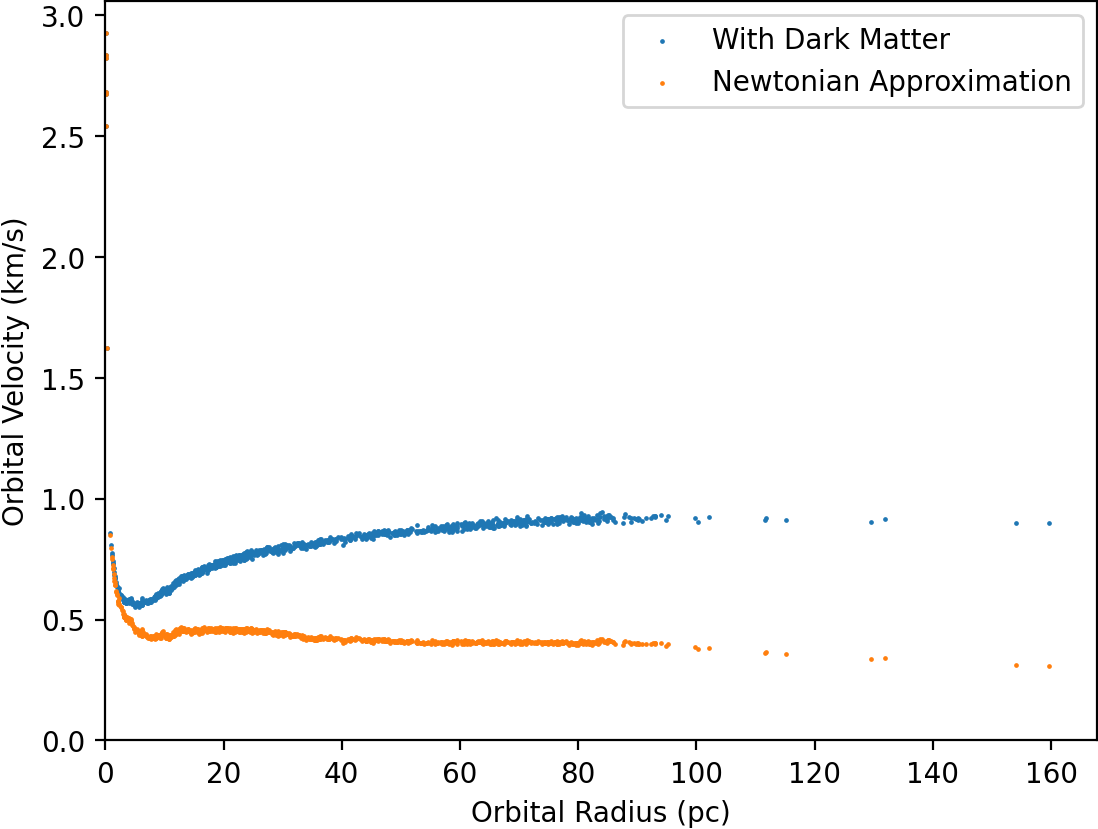 3.0
2.5
2.0
1.5
1.0
0.5
0.0
Orbital Velocity (km/s)
With Dark Matter
Newtonian Approximation
0 20 40 60 80 100 120 140 160
Orbital Radius (pc)